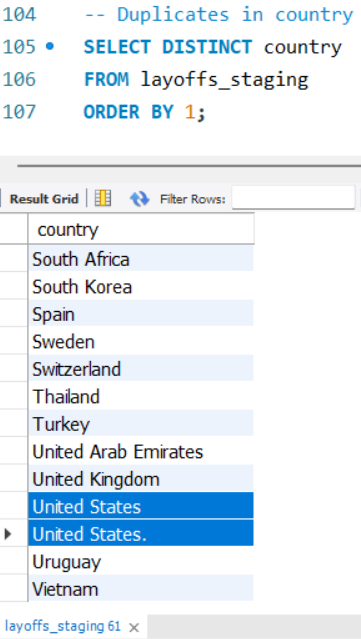 104 -- Duplicates in country
105 SELECT DISTINCT country
106 FROM layoffs_staging
107 ORDER BY 1;
Result Grid Filter Rows:
country
South Africa
South Korea
Spain
Sweden
Switzerland
Thailand
Turkey
United Arab Emirates
United Kingdom
United States
United States.
Uruguay
Vietnam
layoffs_staging 61 ×